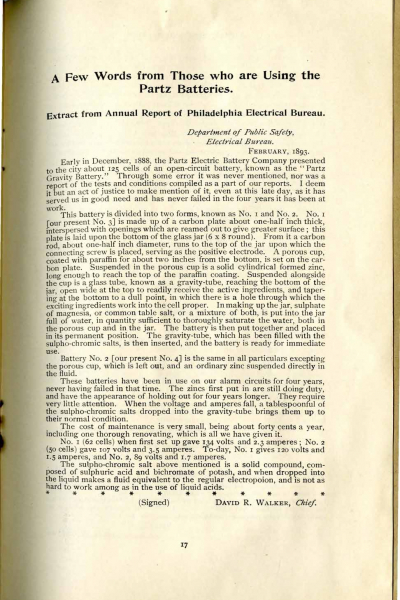 A Few Words from Those who are Using the
Partz Batteries.
Extract from Annual Report of Philadelphia Electrical Bureau.
Department of Public Safety,
Electrical Bureau.
FEBRUARY, 1893.
Early in December, 1888, the Partz Electric Battery Company presented
to the city about 125 cells of an open-circuit battery, known as the "Partz
Gravity Battery." Through some error it was never mentioned, nor was a
report of the tests and conditions compiled as a part of our reports. I deem
it but an act of justice to make mention of it, even at this late day, as it has
served us in good need and has never failed in the four years it has been at
work.
This battery is divided into two forms, known as No. 1 and No. 2. No. 1
[our present No. 3] is made up of a carbon plate about one-half inch thick,
interspersed with openings which are reamed out to give greater surface; this
plate is laid upon the bottom of the glass jar (6 x 8 round). From it a carbon
rod, about one-half inch diameter, runs to the top of the jar upon which the
connecting screw is placed, serving as the positive electrode. A porous cup,
coated with paraffin for about two inches from the bottom, is set on the car-
bon plate. Suspended in the porous cup is a solid cylindrical formed zinc,
long enough to reach the top of the paraffin coating. Suspended alongside
the cup is a glass tube, known as a gravity-tube, reaching the bottom of the
jar, open wide at the top to readily receive the active ingredients, and taper-
ing at the bottom to a dull point, in which there is a hole through which the
exciting ingredients work into the cell proper. In making up the jar, sulphate
of magnesia, or common table salt, or a mixture of both, is put into the jar
full of water, in quantity sufficient to thoroughly saturate the water, both in
the porous cup and in the jar. The battery is then put together and placed
in its permanent position. The gravity-tube, which has been filled with the
sulpho-chromic salts, is then inserted, and the battery is ready for immediate
use.
Battery No. 2 [our present No. 4] is the same in all particulars excepting
the porous cup, which is left out, and an ordinary zinc suspended directly in
the fluid.
These batteries have been in use on our alarm circuits for four years,
never having failed in that time. The zincs first put in are still doing duty,
and have the appearance of holding out for four years longer. They require
very little attention. When the voltage and amperes fall, a tablespoonful of
the sulpho-chromic salts dropped into the gravity-tube brings them up to
their normal condition.
The cost of maintenance is very small, being about forty cents a year,
including one thorough renovating, which is all we have given it.
No. 1 (62 cells) when first set up gave 134 volts and 2.3 amperes; No. 2
(50 cells) gave 107 volts and 3.5 amperes. To-day, No. 1 gives 120 volts and
1.5 amperes, and No. 2, 89 volts and 1.7 amperes.
The sulpho-chromic salt above mentioned is a solid compound, com-
posed of sulphuric acid and bichromate of potash, and when dropped into
the liquid makes a fluid equivalent to the regular electropoion, and is not as
hard to work among as in the use of liquid acids.
* * * * * * * * * * *
(Signed) DAVID R. WALKER, Chief.
17